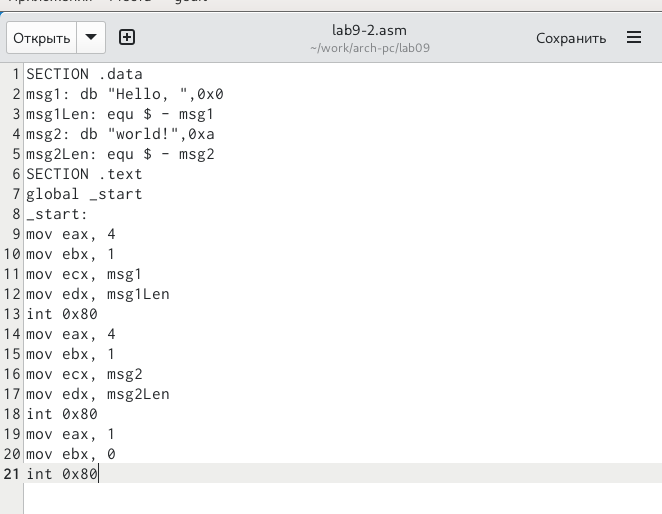 Открыть
lab9-2.asm
~/work/arch-pc/lab09
Сохранить
1 SECTION .data
2 msg1: db "Hello, ",0x0
3 msg1Len: equ $ - msg1
4 msg2: db "world!",0xa
5 msg2Len: equ $ - msg2
6 SECTION .text
7 global _start
8 _start:
9 mov eax, 4
10 mov ebx, 1
11 mov ecx, msg1
12 mov edx, msg1Len
13 int 0x80
14 mov eax, 4
15 mov ebx, 1
16 mov ecx, msg2
17 mov edx, msg2Len
18 int 0x80
19 mov eax, 1
20 mov ebx, 0
21 int 0x80